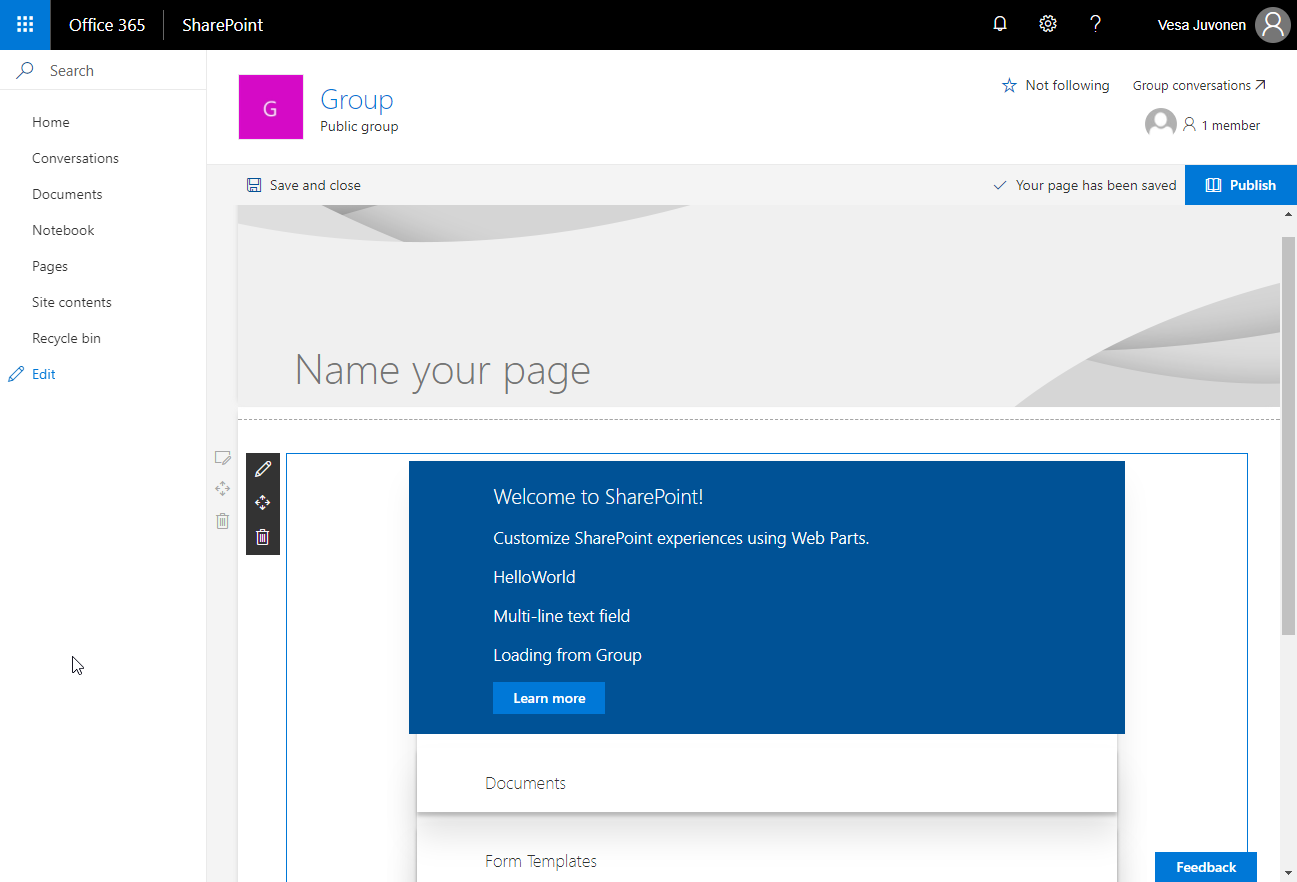 Office 365
SharePoint
?
Vesa Juvonen
Search
Home
Conversations
Documents
Notebook
Pages
Site contents
Recycle bin
Edit
G
Group
Public group
Not following
Group conversations
1 member
Save and close
Your page has been saved
Publish
Name your page
Welcome to SharePoint!
Customize SharePoint experiences using Web Parts.
HelloWorld
Multi-line text field
Loading from Group
Learn more
Documents
Form Templates
Feedback